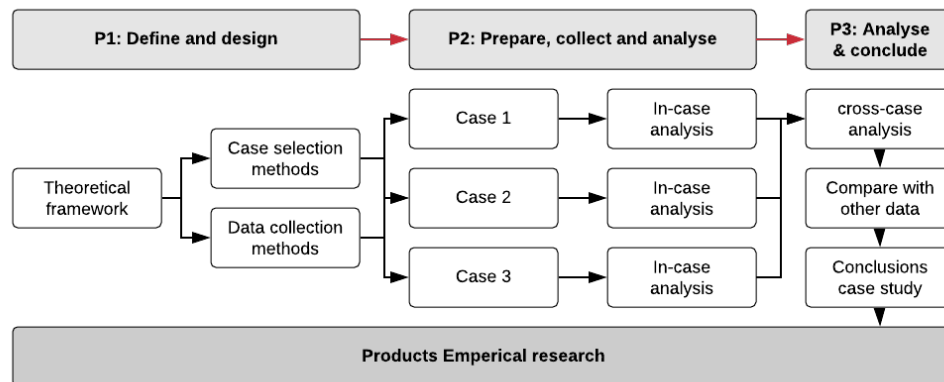 P1: Define and design
P2: Prepare, collect and analyse
P3: Analyse
& conclude
Theoretical
framework
Case selection
methods
Data collection
methods
Case 1
In-case
analysis
Case 2
In-case
analysis
Case 3
In-case
analysis
cross-case
analysis
Compare with
other data
Conclusions
case study
Products Emperical research